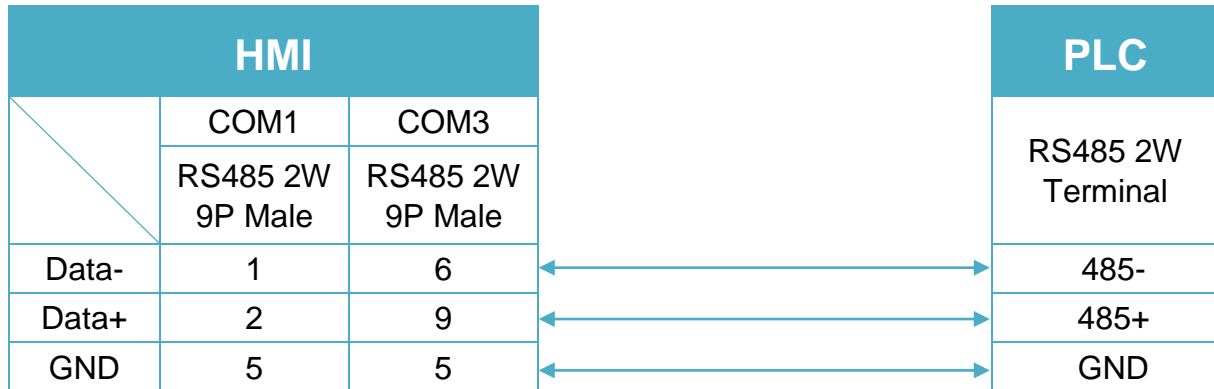 HMI
PLC
COM1 COM3
RS485 2W
9P Male
RS485 2W
9P Male
RS485 2W
Terminal
Data- 1 6 485-
Data+ 2 9 485+
GND 5 5 GND